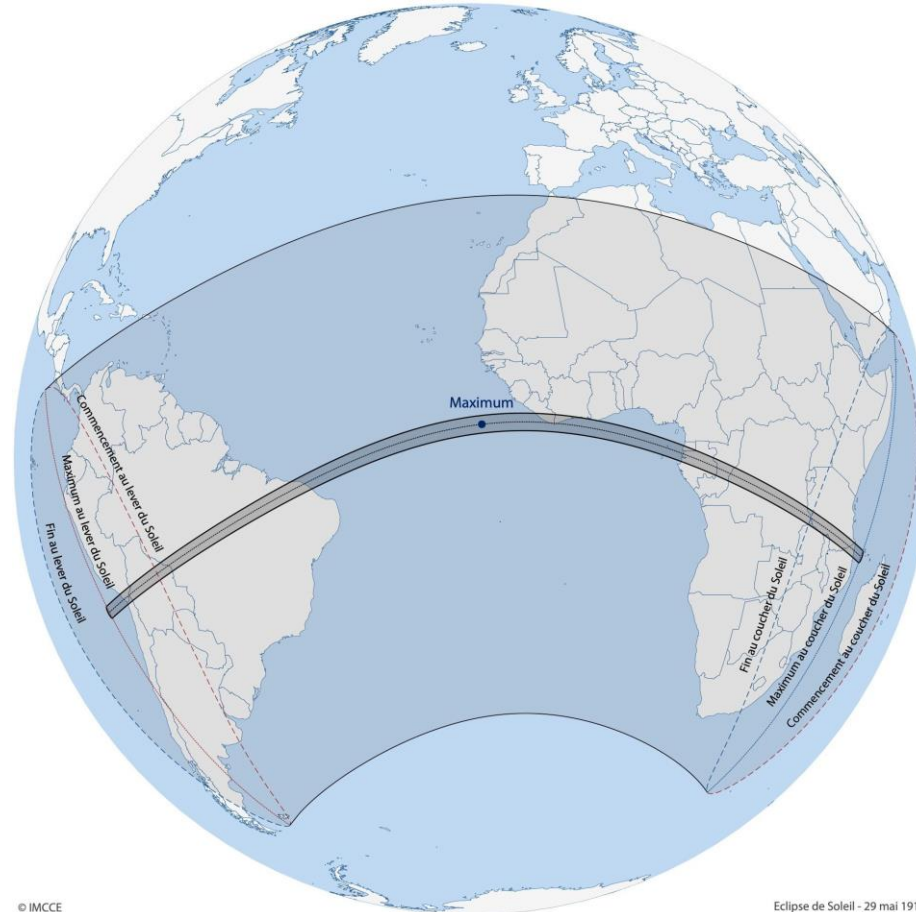 Maximum
Commencement au lever du Soleil
Maximum au lever du Soleil
Fin au lever du Soleil
Fin au coucher du Soleil
Maximum au coucher du Soleil
Commencement au coucher du Soleil
© IMCCE
Eclipse de Soleil - 29 mai 191